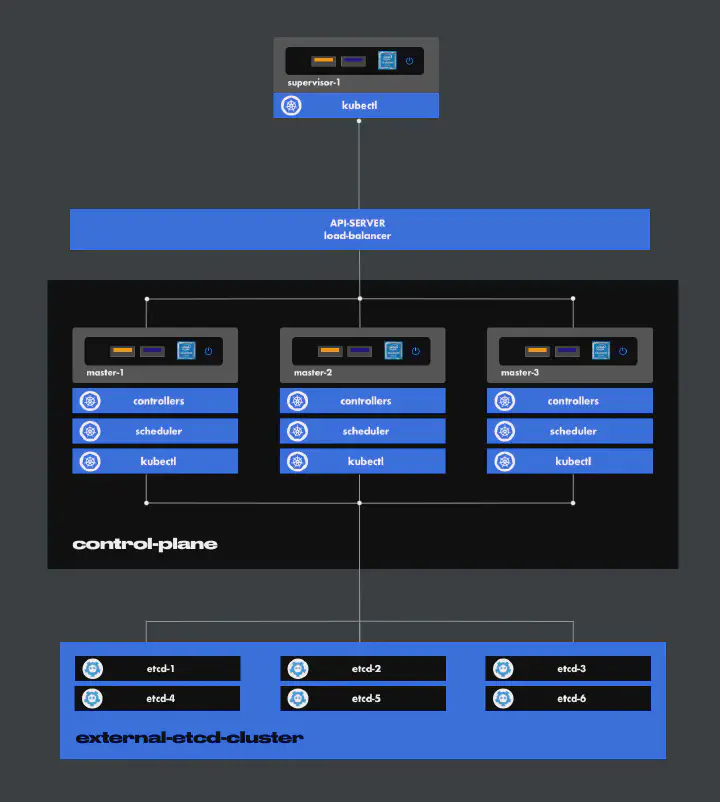 supervisor-1
kubectl
API-SERVER
load-balancer
master-1
master-2
master-3
controllers
controllers
controllers
scheduler
scheduler
scheduler
kubectl
kubectl
kubectl
control-plane
etcd-1
etcd-2
etcd-3
etcd-4
etcd-5
etcd-6
external-etcd-cluster